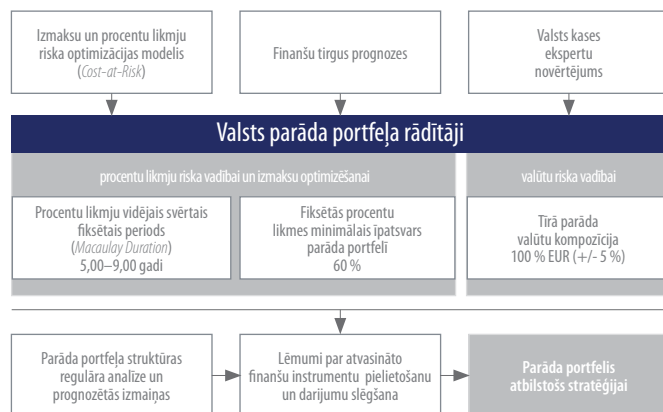 Izmaksu un procentu likmju
riska optimizācijas modelis
(Cost-at-Risk)
Finanšu tirgus prognozes
Valsts kases
ekspertu
novērtējums
Valsts parāda portfeļa rādītāji
procentu likmju riska vadībai un izmaksu optimizēšanai
valūtu riska vadībai
Procentu likmju vidējais svērtais
fiksētais periods
(Macaulay Duration)
5,00–9,00 gadi
Fiksētās procentu
likmes minimālais īpatsvars
parāda portfelī
60 %
Tīrā parāda
valūtu kompozīcija
100 % EUR (+/- 5 %)
Parāda portfeļa struktūras
regulāra analīze un
prognozētās izmaiņas
Lēmumi par atvasināto
finanšu instrumentu pielietošanu
un darījumu slēgšana
Parāda portfelis
atbilstošs stratēģijai